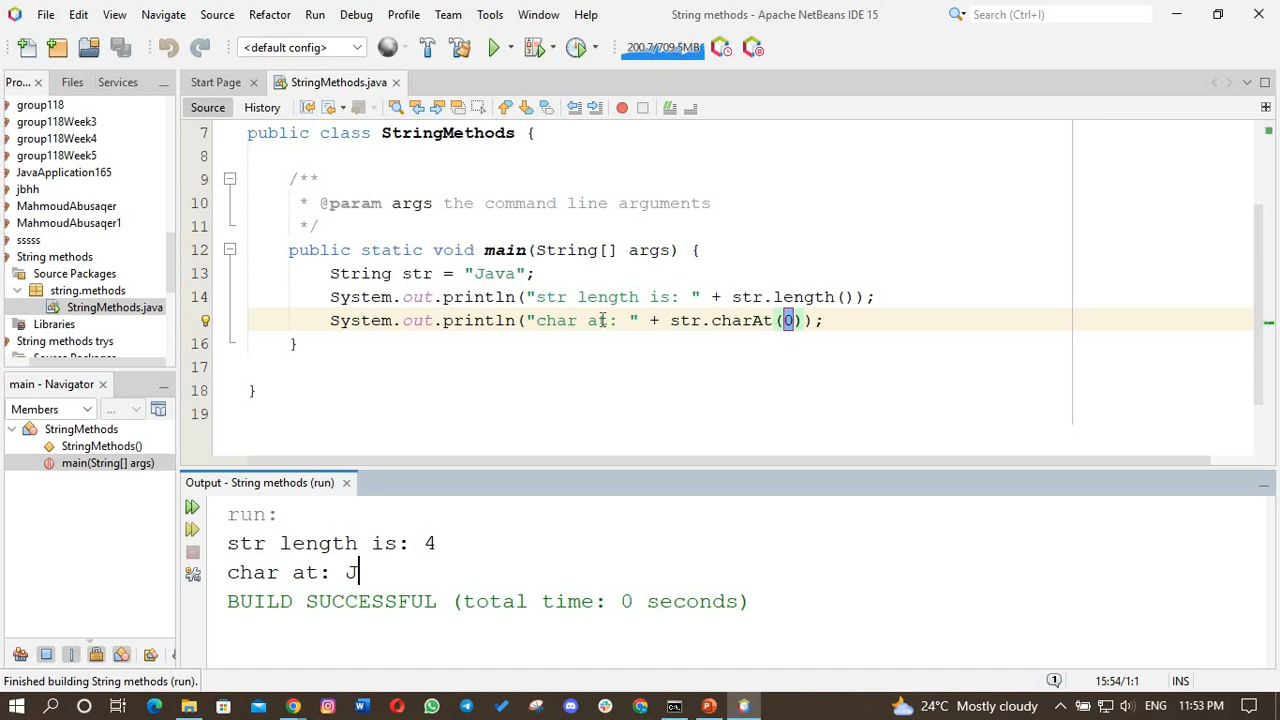 File Edit View Navigate Source Refactor Run Debug Profile Team Tools Window Help String methods - Apache NetBeans IDE 15 Search (Ctrl+I)
<default config> 200.7/709.5MB
Pro... Files Services Start Page StringMethods.java
Source History
group118
group118Week3
group118Week4
group118Week5
JavaApplication165
jbhh
MahmoudAbusaqer
MahmoudAbusaqer1
sssss
String methods
Source Packages
string.methods
StringMethods.java
Libraries
String methods trys
Source Packages
7 public class StringMethods {
8
9 /**
10 * @param args the command line arguments
11 */
12 public static void main(String[] args) {
13 String str = "Java";
14 System.out.println("str length is: " + str.length());
System.out.println("char at: " + str.charAt(0));
16 }
17
18 }
19
main - Navigator
Members ...
StringMethods
StringMethods()
main(String[] args)
Output - String methods (run)
run:
str length is: 4
char at: J
BUILD SUCCESSFUL (total time: 0 seconds)
Finished building String methods (run). 1 15:54/1:1 INS
24°C Mostly cloudy ENG 11:53 PM